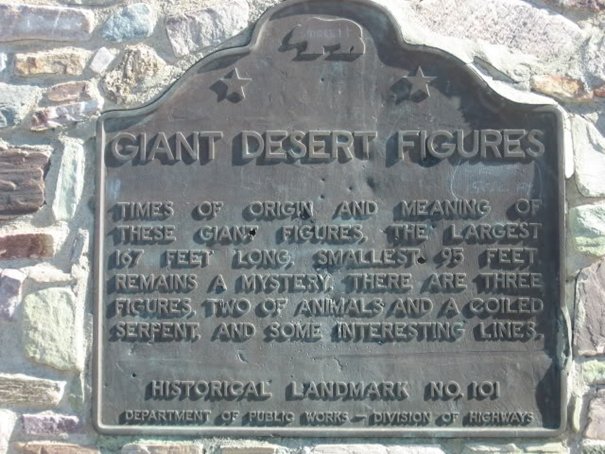 GIANT DESERT FIGURES
TIMES OF ORIGIN AND MEANING OF
THESE GIANT FIGURES, THE LARGEST
167 FEET LONG, SMALLEST 95 FEET,
REMAINS A MYSTERY. THERE ARE THREE
FIGURES, TWO OF ANIMALS AND A COILED
SERPENT, AND SOME INTERESTING LINES.
HISTORICAL LANDMARK NO. 101
DEPARTMENT OF PUBLIC WORKS – DIVISION OF HIGHWAYS